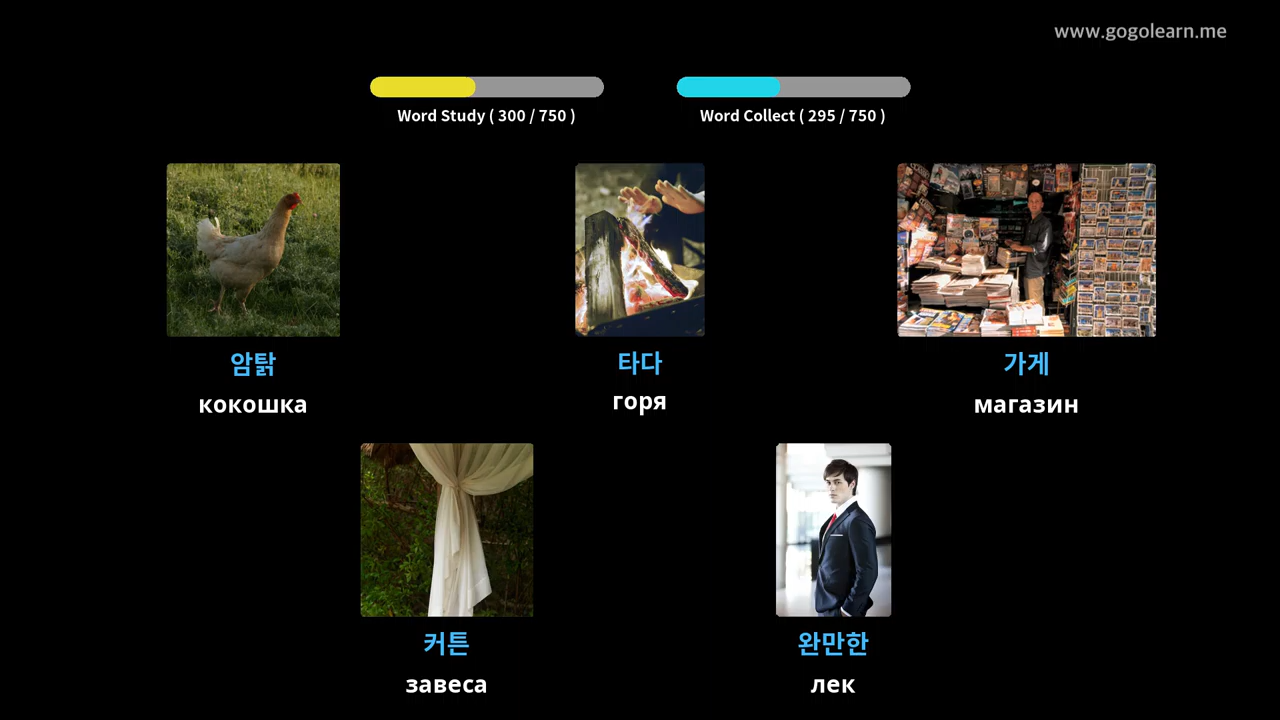 www.gogolearn.me
Word Study ( 300 / 750 )
Word Collect ( 295 / 750 )
암탉
타다
가게
кокошка
горя
магазин
커튼
완만한
завеса
лек